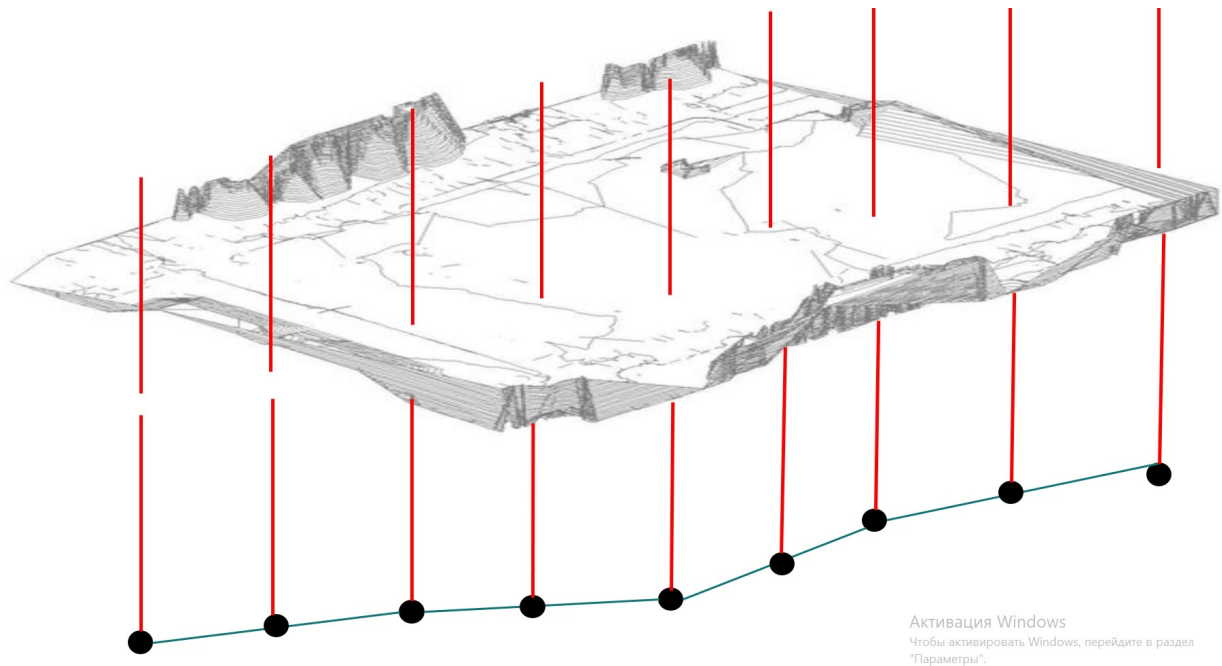 Активация Windows
Чтобы активировать Windows, перейдите в раздел
"Параметры".